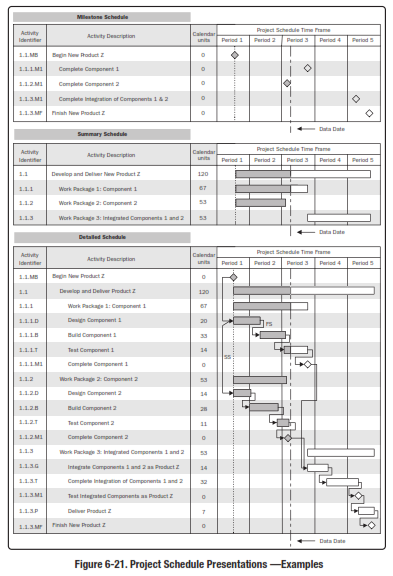 Milestone Schedule
Activity Identifier Activity Description Calendar units Project Schedule Time Frame
Period 1 Period 2 Period 3 Period 4 Period 5
1.1.MB Begin New Product Z 0
1.1.1.M1 Complete Component 1 0
1.1.2.M1 Complete Component 2 0
1.1.3.M1 Complete Integration of Components 1 & 2 0
1.1.3.MF Finish New Product Z 0
Data Date
Summary Schedule
Activity Identifier Activity Description Calendar units Project Schedule Time Frame
Period 1 Period 2 Period 3 Period 4 Period 5
1.1 Develop and Deliver New Product Z 120
1.1.1 Work Package 1: Component 1 67
1.1.2 Work Package 2: Component 2 53
1.1.3 Work Package 3: Integrated Components 1 and 2 53
Data Date
Detailed Schedule
Activity Identifier Activity Description Calendar units Project Schedule Time Frame
Period 1 Period 2 Period 3 Period 4 Period 5
1.1.MB Begin New Product Z 0
1.1 Develop and Deliver Product Z 120
1.1.1 Work Package 1: Component 1 67
1.1.1.D Design Component 1 20 FS
1.1.1.B Build Component 1 33
1.1.1.T Test Component 1 14
SS
1.1.1.M1 Complete Component 1 0
1.1.2 Work Package 2: Component 2 53
1.1.2.D Design Component 2 14
1.1.2.B Build Component 2 28
1.1.2.T Test Component 2 11
1.1.2.M1 Complete Component 2 0
1.1.3 Work Package 3: Integrated Components 1 and 2 53
1.1.3.G Integrate Components 1 and 2 as Product Z 14
1.1.3.T Complete Integration of Components 1 and 2 32
1.1.3.M1 Test Integrated Components as Product Z 0
1.1.3.P Deliver Product Z 7
1.1.3.MF Finish New Product Z 0
Data Date
Figure 6-21. Project Schedule Presentations —Examples